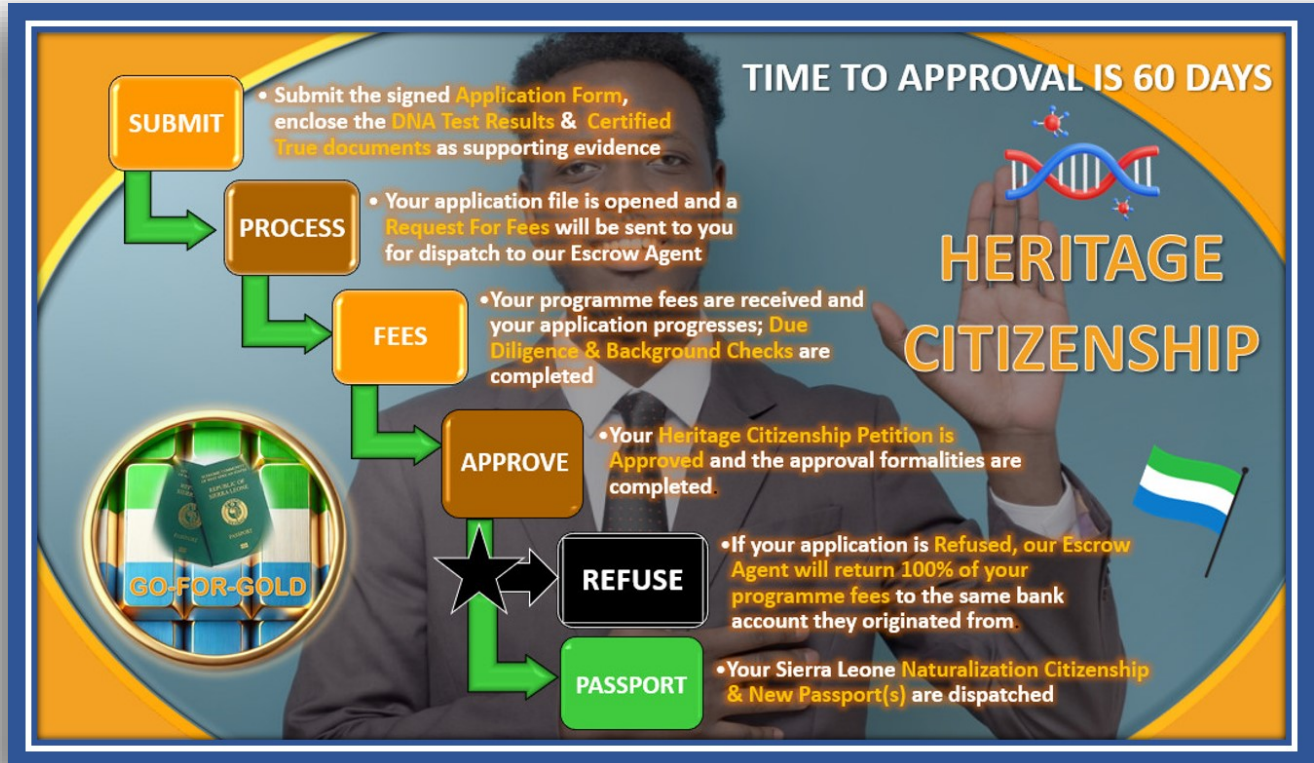 TIME TO APPROVAL IS 60 DAYS
SUBMIT
• Submit the signed Application Form,
enclose the DNA Test Results & Certified
True documents as supporting evidence
PROCESS
• Your application file is opened and a
Request For Fees will be sent to you
for dispatch to our Escrow Agent
HERITAGE
CITIZENSHIP
FEES
•Your programme fees are received and
your application progresses; Due
Diligence & Background Checks are
completed
APPROVE
•Your Heritage Citizenship Petition is
Approved and the approval formalities are
completed.
REFUSE
•If your application is Refused, our Escrow
Agent will return 100% of your
programme fees to the same bank
account they originated from.
PASSPORT
•Your Sierra Leone Naturalization Citizenship
& New Passport(s) are dispatched
REPUBLIC OF
SIERRA LEONE
PASSPORT
GO-FOR-GOLD